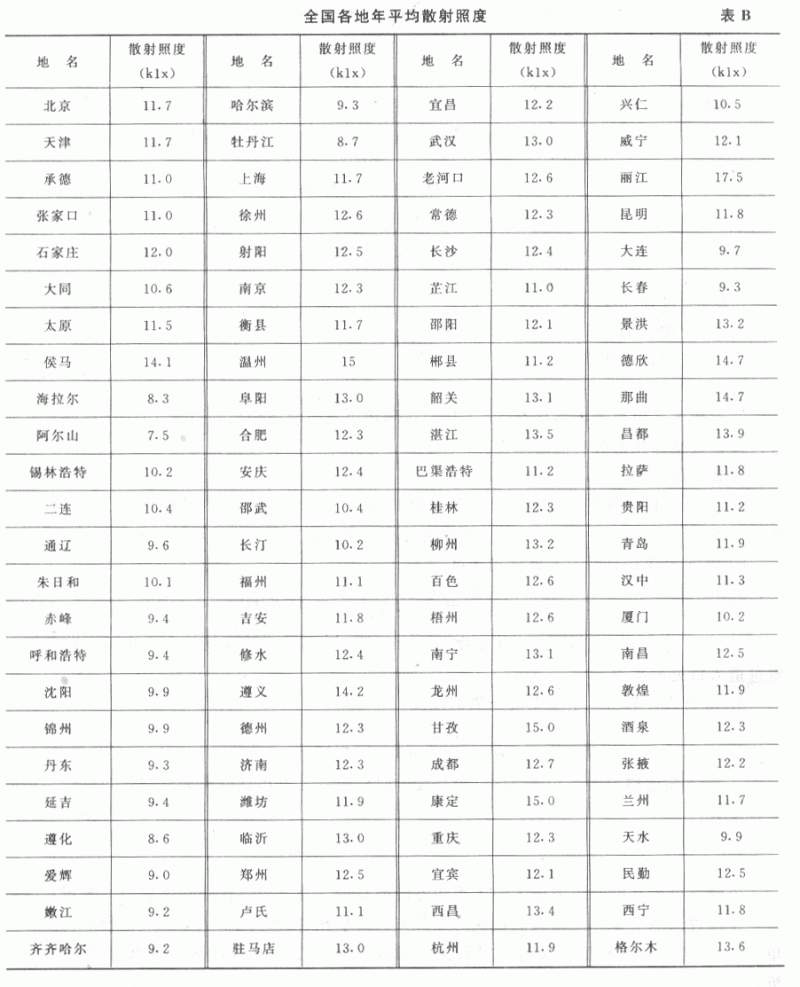 全国各地年平均散射照度 表 B
地 名 散射照度 (klx) 地 名 散射照度 (klx) 地 名 散射照度 (klx) 地 名 散射照度 (klx)
北京 11.7 哈尔滨 9.3 宜昌 12.2 兴仁 10.5
天津 11.7 牡丹江 8.7 武汉 13.0 威宁 12.1
承德 11.0 上海 11.7 老河口 12.6 丽江 17.5
张家口 11.0 徐州 12.6 常德 12.3 昆明 11.8
石家庄 12.0 射阳 12.5 长沙 12.4 大连 9.7
大同 10.6 南京 12.3 芷江 11.0 长春 9.3
太原 11.5 衡县 11.7 邵阳 12.1 景洪 13.2
侯马 14.1 温州 15 郴县 11.2 德欣 14.7
海拉尔 8.3 阜阳 13.0 韶关 13.1 那曲 14.7
阿尔山 7.5 合肥 12.3 湛江 13.5 昌都 13.9
锡林浩特 10.2 安庆 12.4 巴渠浩特 11.2 拉萨 11.8
二连 10.4 邵武 10.4 桂林 12.3 贵阳 11.2
通辽 9.6 长汀 10.2 柳州 13.2 青岛 11.9
朱日和 10.1 福州 11.1 百色 12.6 汉中 11.3
赤峰 9.4 吉安 11.8 梧州 12.6 厦门 10.2
呼和浩特 9.4 修水 12.4 南宁 13.1 南昌 12.5
沈阳 9.9 遵义 14.2 龙州 12.6 敦煌 11.9
锦州 9.9 德州 12.3 甘孜 15.0 酒泉 12.3
丹东 9.3 济南 12.3 成都 12.7 张掖 12.2
延吉 9.4 潍坊 11.9 康定 15.0 兰州 11.7
遵化 8.6 临沂 13.0 重庆 12.3 天水 9.9
爱辉 9.0 郑州 12.5 宜宾 12.1 民勤 12.5
嫩江 9.2 卢氏 11.1 西昌 13.4 西宁 11.8
齐齐哈尔 9.2 驻马店 13.0 杭州 11.9 格尔木 13.6